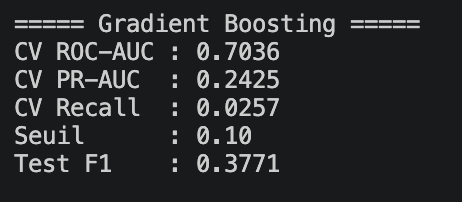 ===== Gradient Boosting =====
CV ROC-AUC : 0.7036
CV PR-AUC  : 0.2425
CV Recall  : 0.0257
Seuil      : 0.10
Test F1    : 0.3771